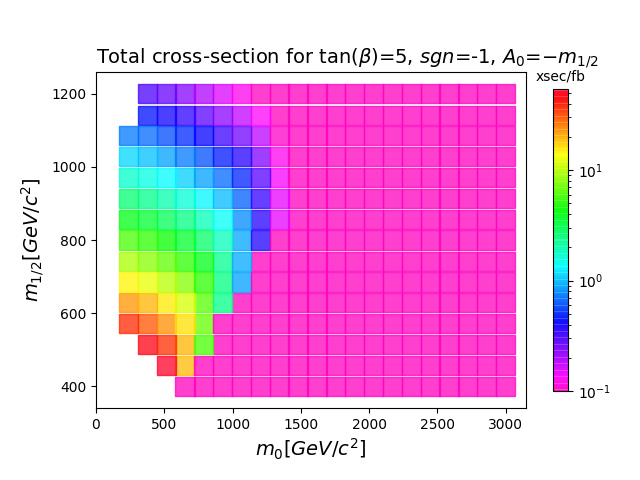 Total cross-section for tan(β)=5, sgn=-1, A₀=−m₁/₂
xsec/fb
1200
1000
800
600
400
m₁/₂[GeV/c²]
0 500 1000 1500 2000 2500 3000
m₀[GeV/c²]
10¹
10⁰
10⁻¹